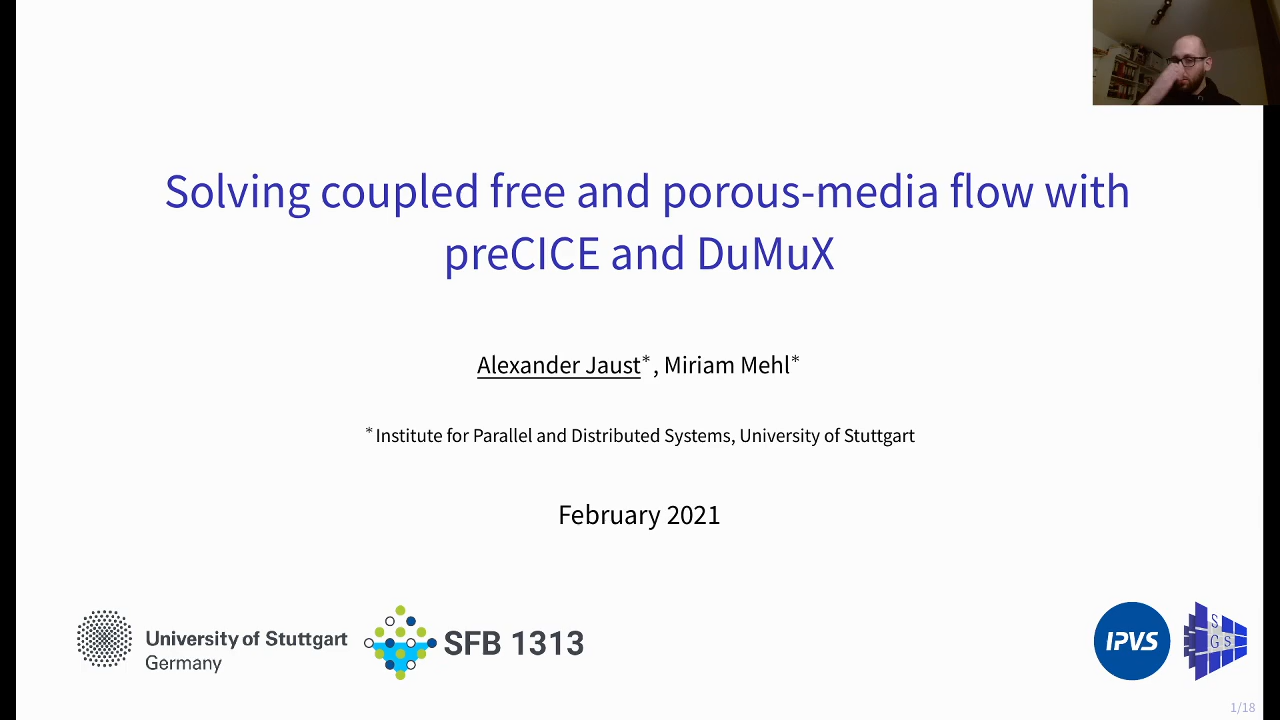 Solving coupled free and porous-media flow with
preCICE and DuMuX
Alexander Jaust*, Miriam Mehl*
*Institute for Parallel and Distributed Systems, University of Stuttgart
February 2021
University of Stuttgart
Germany
SFB 1313
IPVS
S
GS
1/18